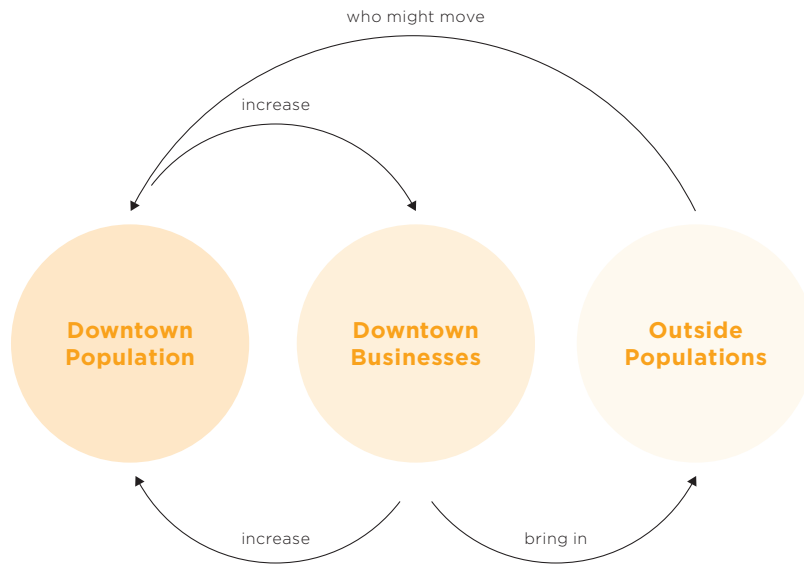 who might move
increase
Downtown
Population
Downtown
Businesses
Outside
Populations
increase
bring in